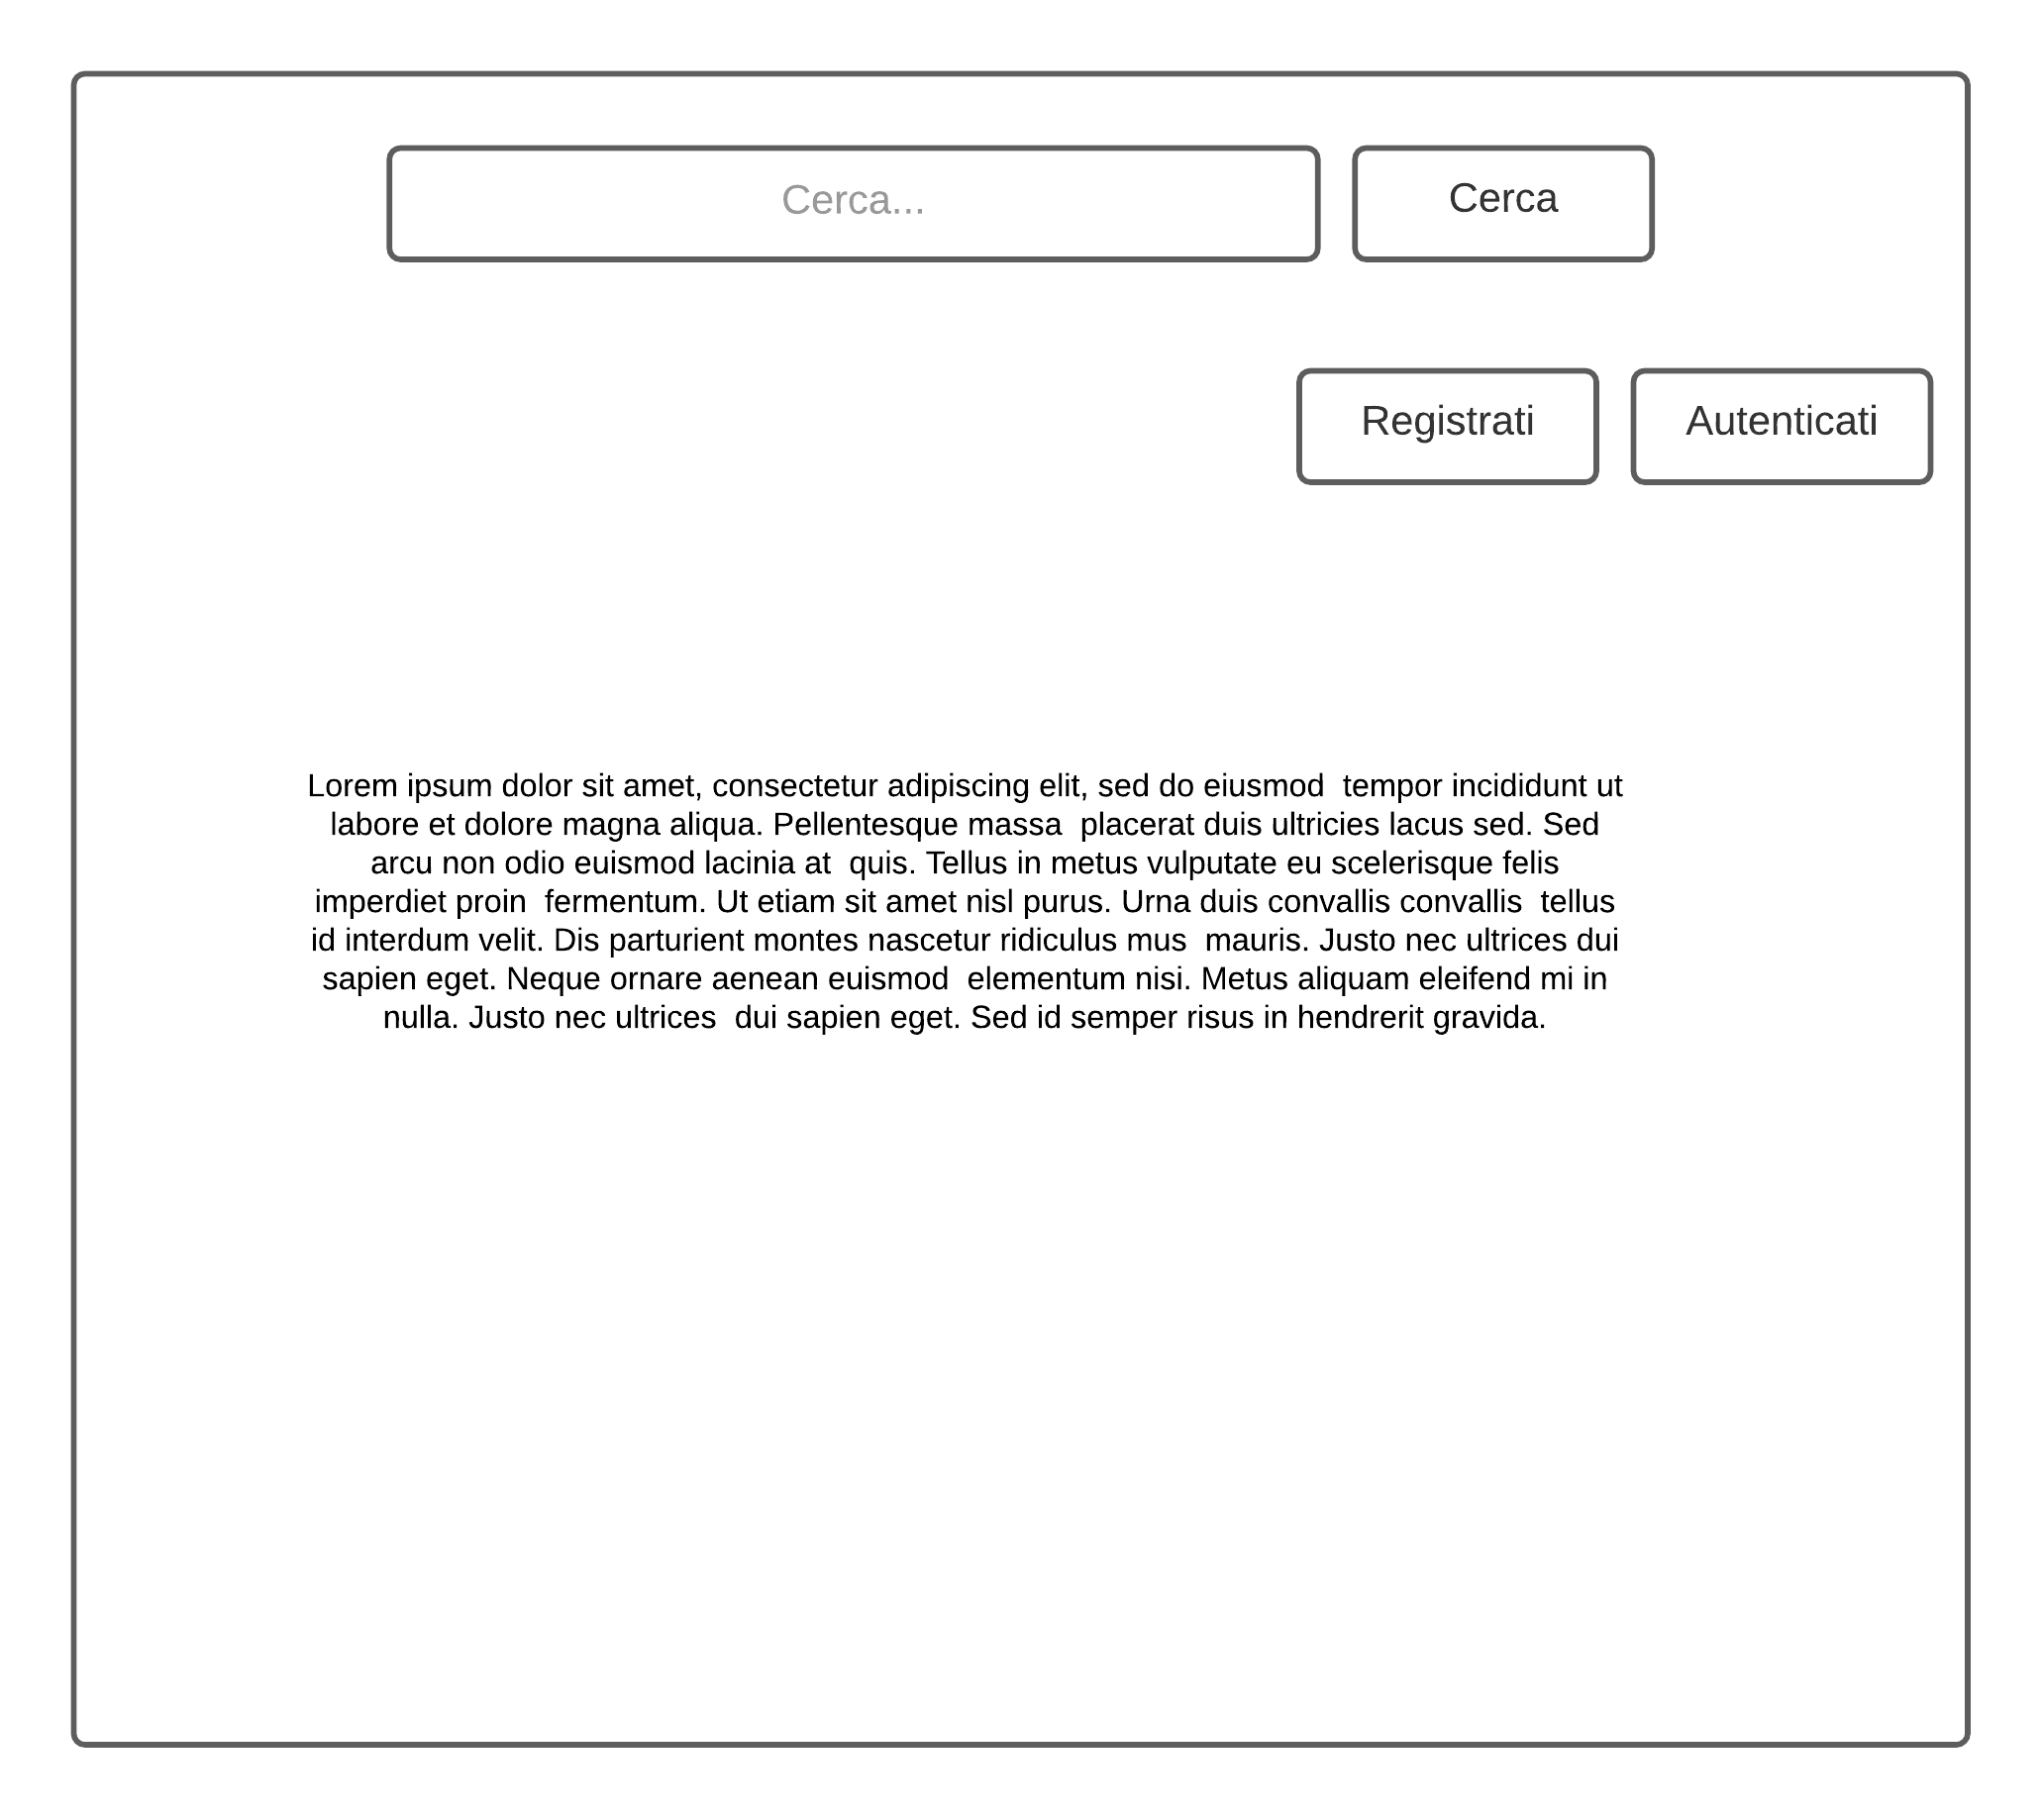 Cerca...
Cerca
Registrati
Autenticati
Lorem ipsum dolor sit amet, consectetur adipiscing elit, sed do eiusmod  tempor incididunt ut
labore et dolore magna aliqua. Pellentesque massa  placerat duis ultricies lacus sed. Sed
arcu non odio euismod lacinia at  quis. Tellus in metus vulputate eu scelerisque felis
imperdiet proin  fermentum. Ut etiam sit amet nisl purus. Urna duis convallis convallis  tellus
id interdum velit. Dis parturient montes nascetur ridiculus mus  mauris. Justo nec ultrices dui
sapien eget. Neque ornare aenean euismod  elementum nisi. Metus aliquam eleifend mi in
nulla. Justo nec ultrices  dui sapien eget. Sed id semper risus in hendrerit gravida.